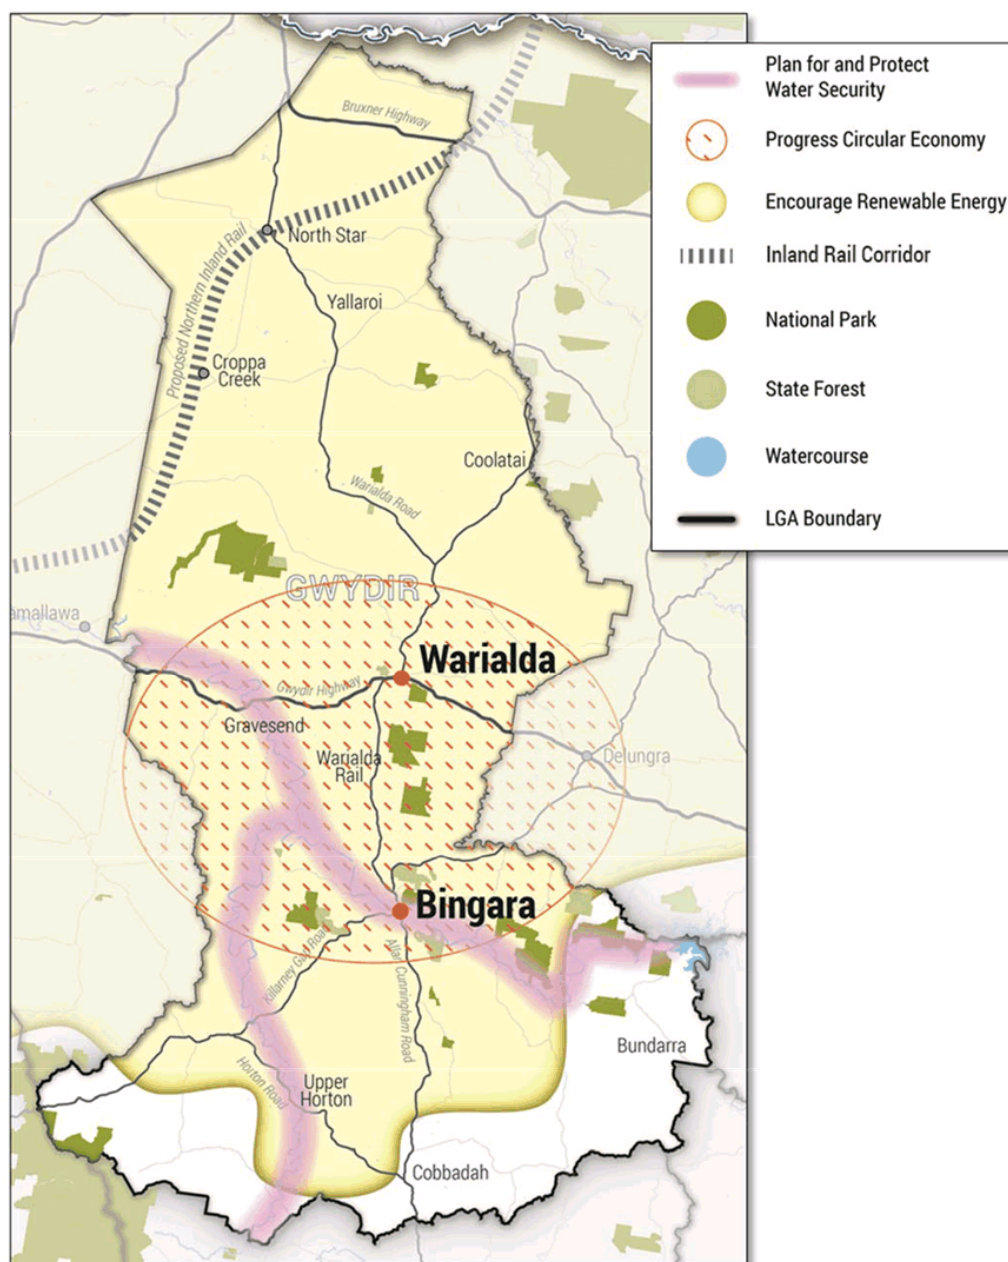 Plan for and Protect
Water Security
Progress Circular Economy
Encourage Renewable Energy
Inland Rail Corridor
National Park
State Forest
Watercourse
LGA Boundary
Bruxner Highway
North Star
Proposed Northern Inland Rail
Yallaroi
Croppa
Creek
Coolatai
Warialda Road
GWYDIR
amallawa
Warialda
Gwydir Highway
Gravesend
Warialda
Rail
Delungra
Bingara
Killarney Gap Roa
Allan Cunningham Road
Bundarra
Horton Road
Upper
Horton
Cobbadah